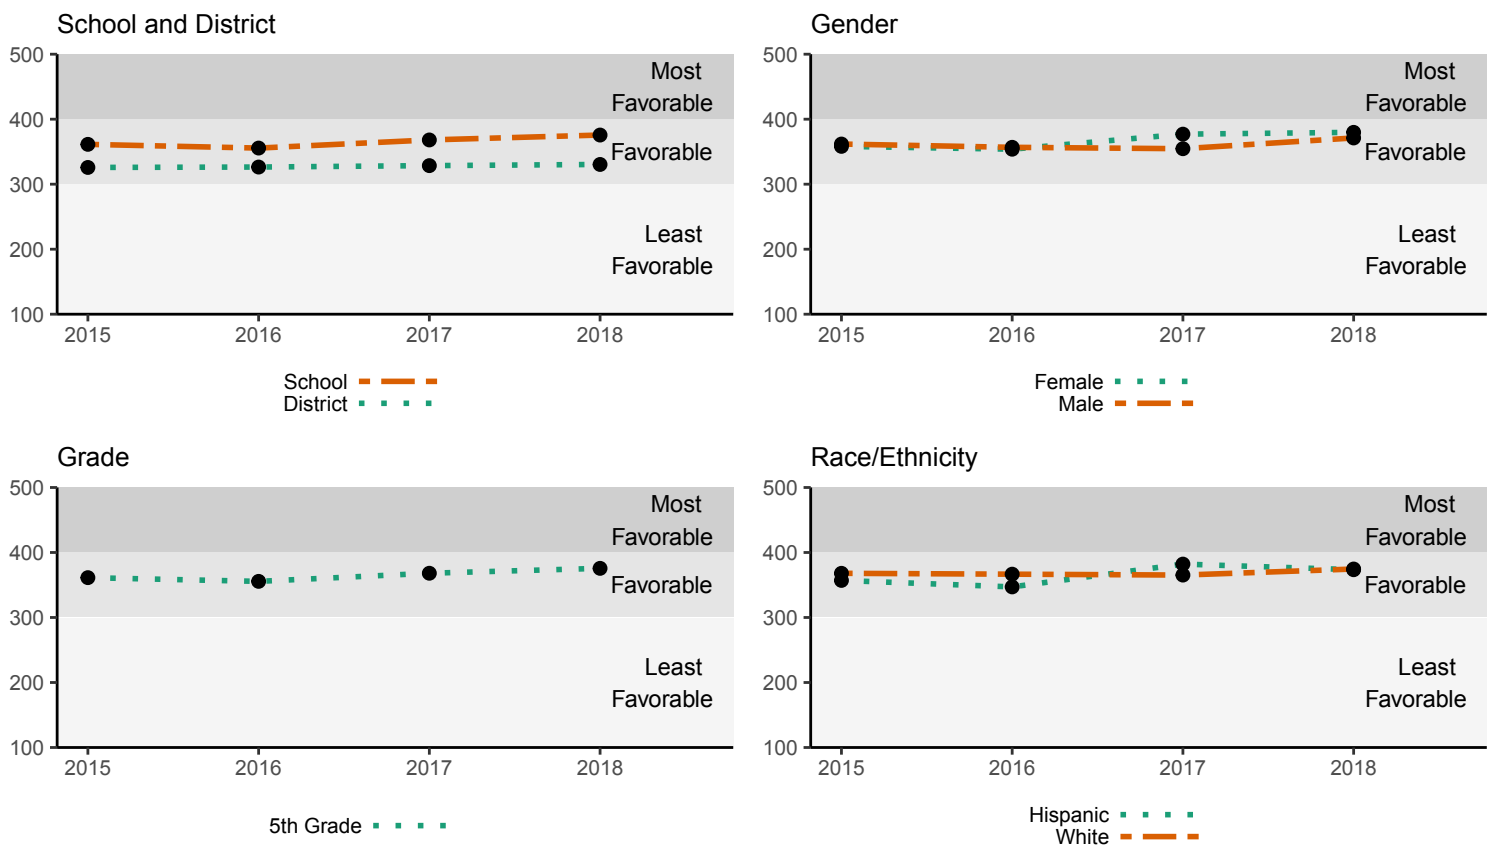 School and District
500
400
300
200
100
Most
Favorable
Favorable
Least
Favorable
2015 2016 2017 2018
School
District
Gender
500
400
300
200
100
Most
Favorable
Favorable
Least
Favorable
2015 2016 2017 2018
Female
Male
Grade
500
400
300
200
100
Most
Favorable
Favorable
Least
Favorable
2015 2016 2017 2018
5th Grade
Race/Ethnicity
500
400
300
200
100
Most
Favorable
Favorable
Least
Favorable
2015 2016 2017 2018
Hispanic
White